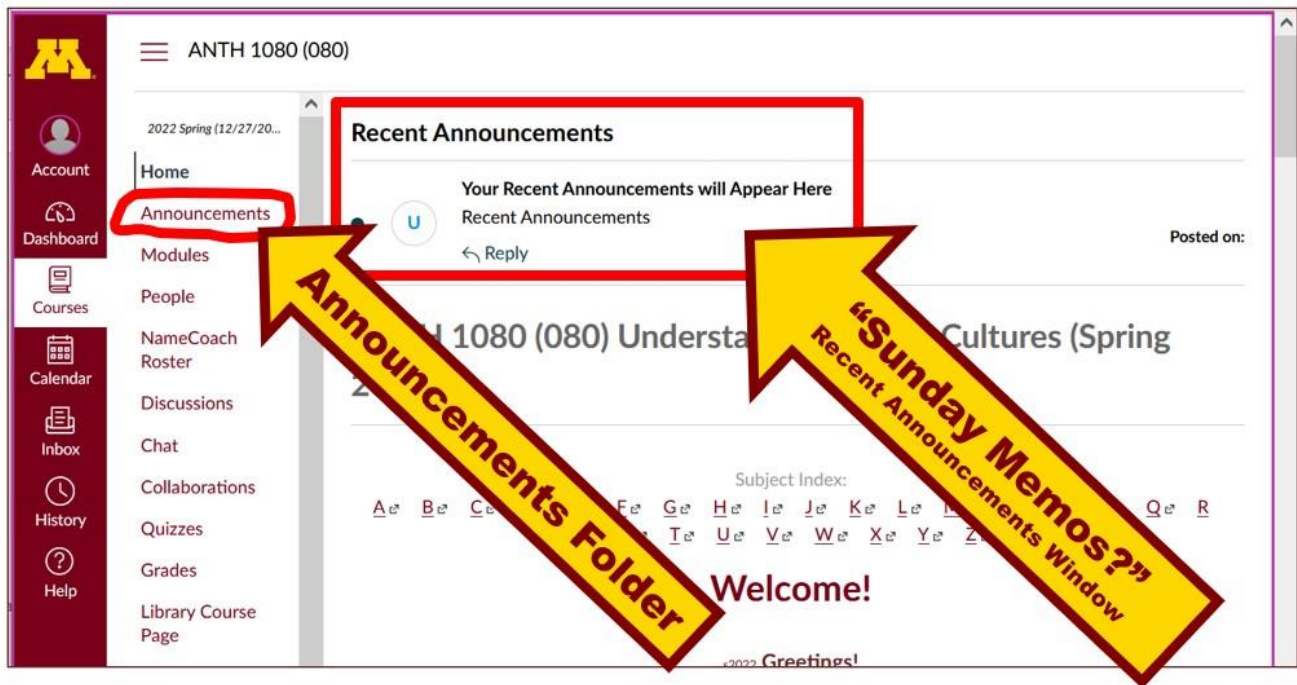 M
ANTH 1080 (080)
Account
Dashboard
Courses
Calendar
Inbox
History
Help
2022 Spring (12/27/20...
Home
Announcements
Modules
People
NameCoach
Roster
Discussions
Chat
Collaborations
Quizzes
Grades
Library Course
Page
Recent Announcements
U
Your Recent Announcements will Appear Here
Recent Announcements
Reply
Posted on:
1080 (080) Cultures (Spring
2
Subject Index:
A B C E G H I J K L Q R
T U V W X Y Z
Welcome!
s2022 Greetings!
Announcements Folder
“Sunday Memos?”
Recent Announcements Window